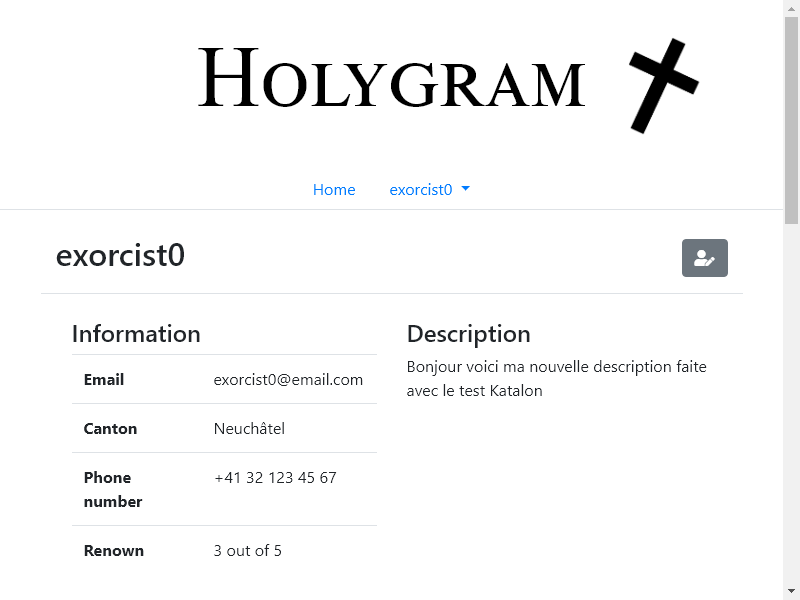 HOLYGRAM
Home exorcist0
exorcist0
Information
Email exorcist0@email.com
Canton Neuchâtel
Phone number +41 32 123 45 67
Renown 3 out of 5
Description
Bonjour voici ma nouvelle description faite
avec le test Katalon